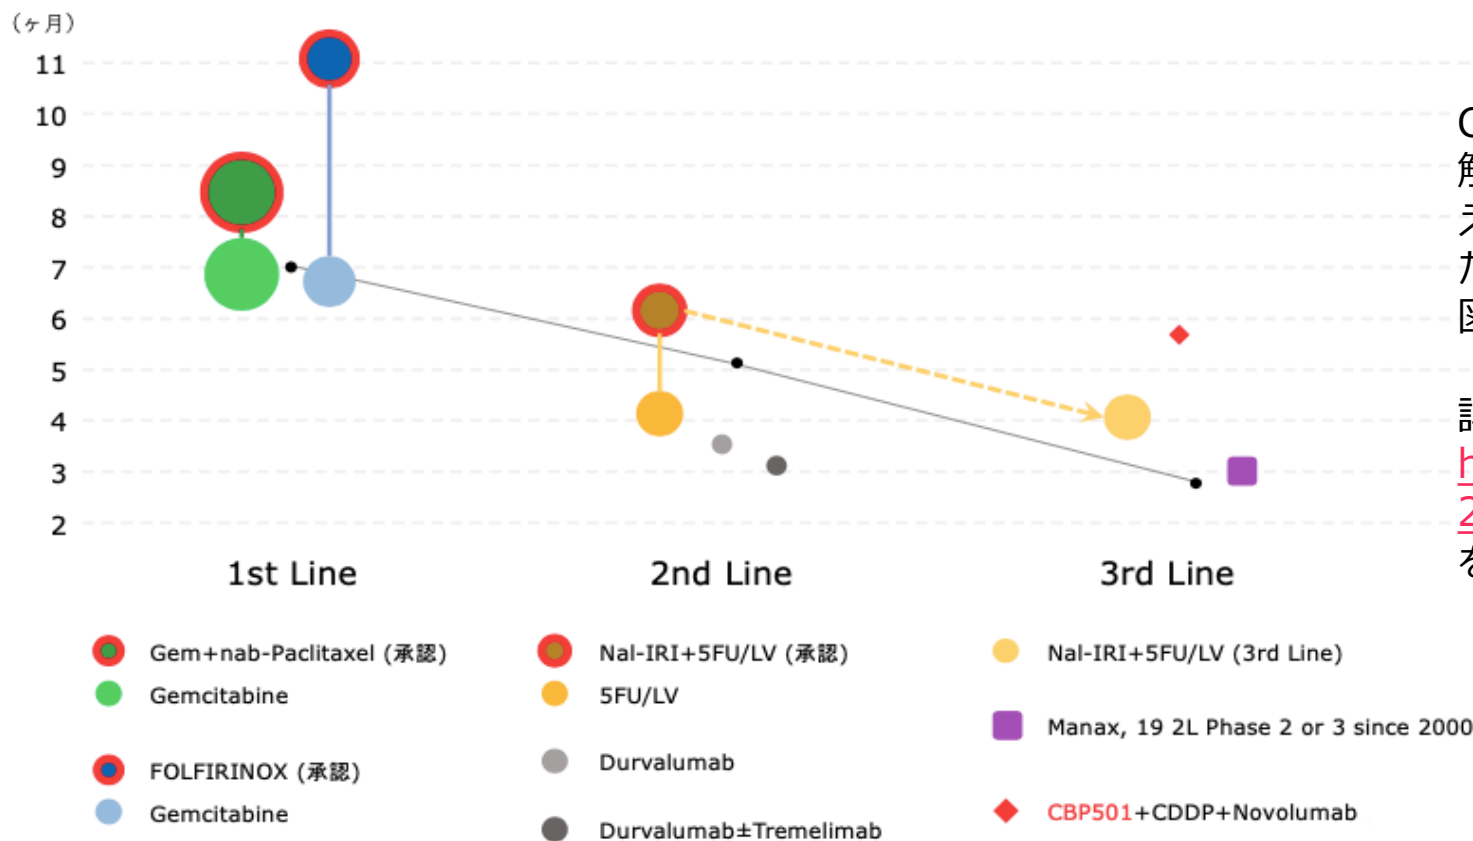 (ヶ月)
11
10
9
8
7
6
5
4
3
2
1st Line
2nd Line
3rd Line
Gem+nab-Paclitaxel (承認)
Gemcitabine
FOLFIRINOX (承認)
Gemcitabine
Nal-IRI+5FU/LV (承認)
5FU/LV
Durvalumab
Durvalumab±Tremelimab
Nal-IRI+5FU/LV (3rd Line)
Manax, 19 2L Phase 2 or 3 since 2000
CBP501+CDDP+Novolumab